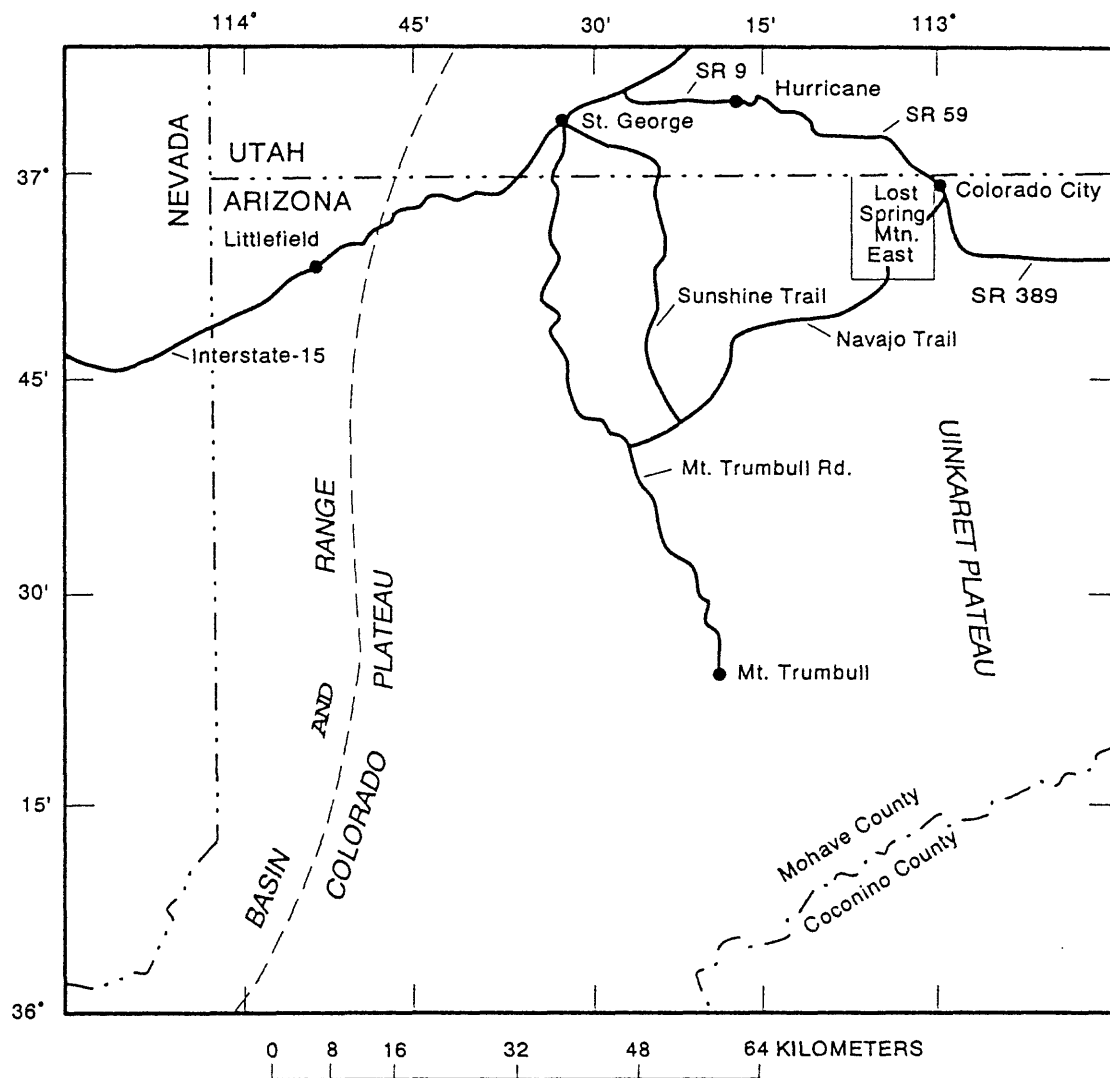 114°
45'
30'
15'
113°
SR 9
Hurricane
SR 59
St. George
NEVADA
UTAH
37°
ARIZONA
Lost
Spring
Mtn.
East
Colorado City
Littlefield
Sunshine Trail
SR 389
Navajo Trail
Interstate-15
45'
Mt. Trumbull Rd.
UINKARET PLATEAU
BASIN AND RANGE
COLORADO PLATEAU
30'
Mt. Trumbull
15'
Mohave County
Coconino County
36°
0 8 16 32 48 64 KILOMETERS